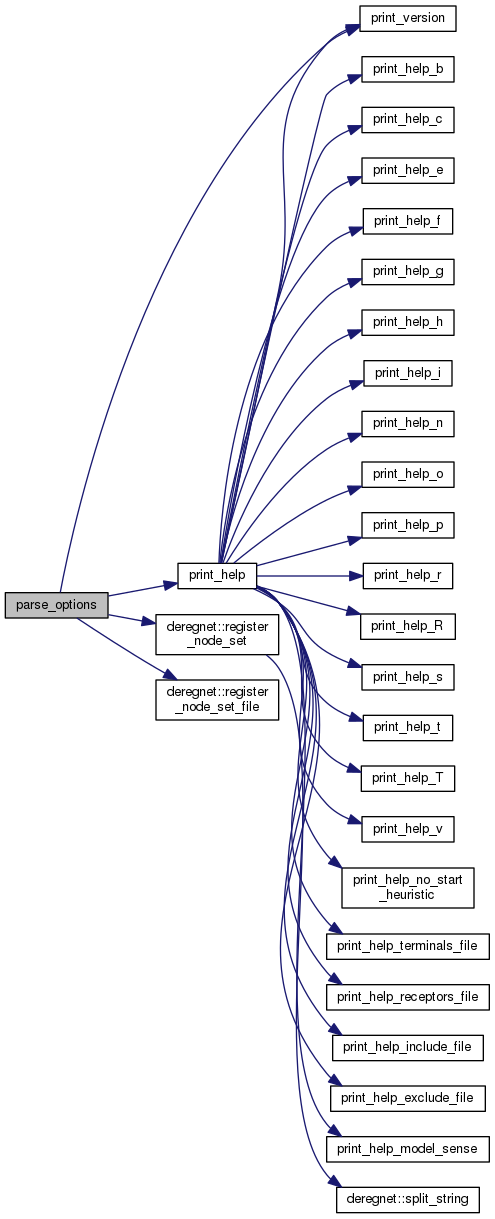 print_version
print_help_b
print_help_c
print_help_e
print_help_f
print_help_g
print_help_h
print_help_i
print_help_n
print_help_o
print_help_p
print_help
print_help_r
parse_options
deregnet::register
_node_set
print_help_R
print_help_s
deregnet::register
_node_set_file
print_help_t
print_help_T
print_help_v
print_help_no_start
_heuristic
print_help_terminals_file
print_help_receptors_file
print_help_include_file
print_help_exclude_file
print_help_model_sense
deregnet::split_string